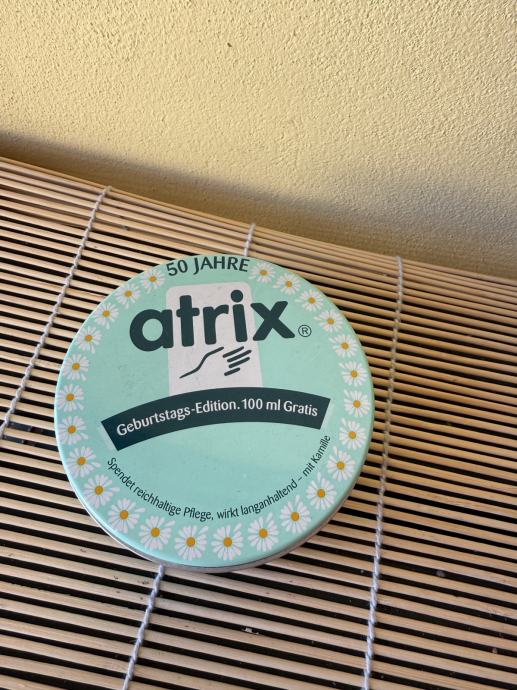 50 JAHRE
atrix®
Geburtstags-Edition. 100 ml Gratis
Spendet reichhaltige Pflege, wirkt langanhaltend – mit Kamille